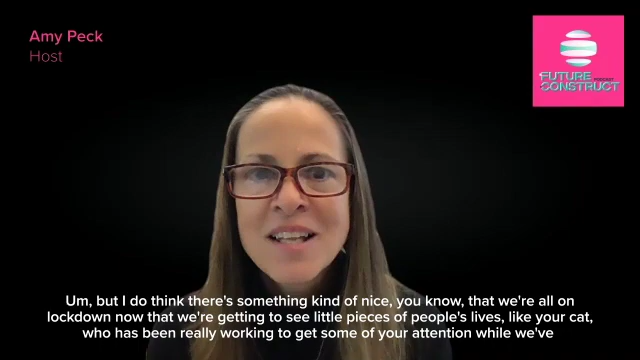 Amy Peck
Host
FUTURE
PODCAST
CONSTRUCT
Um, but I do think there's something kind of nice, you know, that we're all on
lockdown now that we're getting to see little pieces of people's lives, like your cat,
who has been really working to get some of your attention while we've